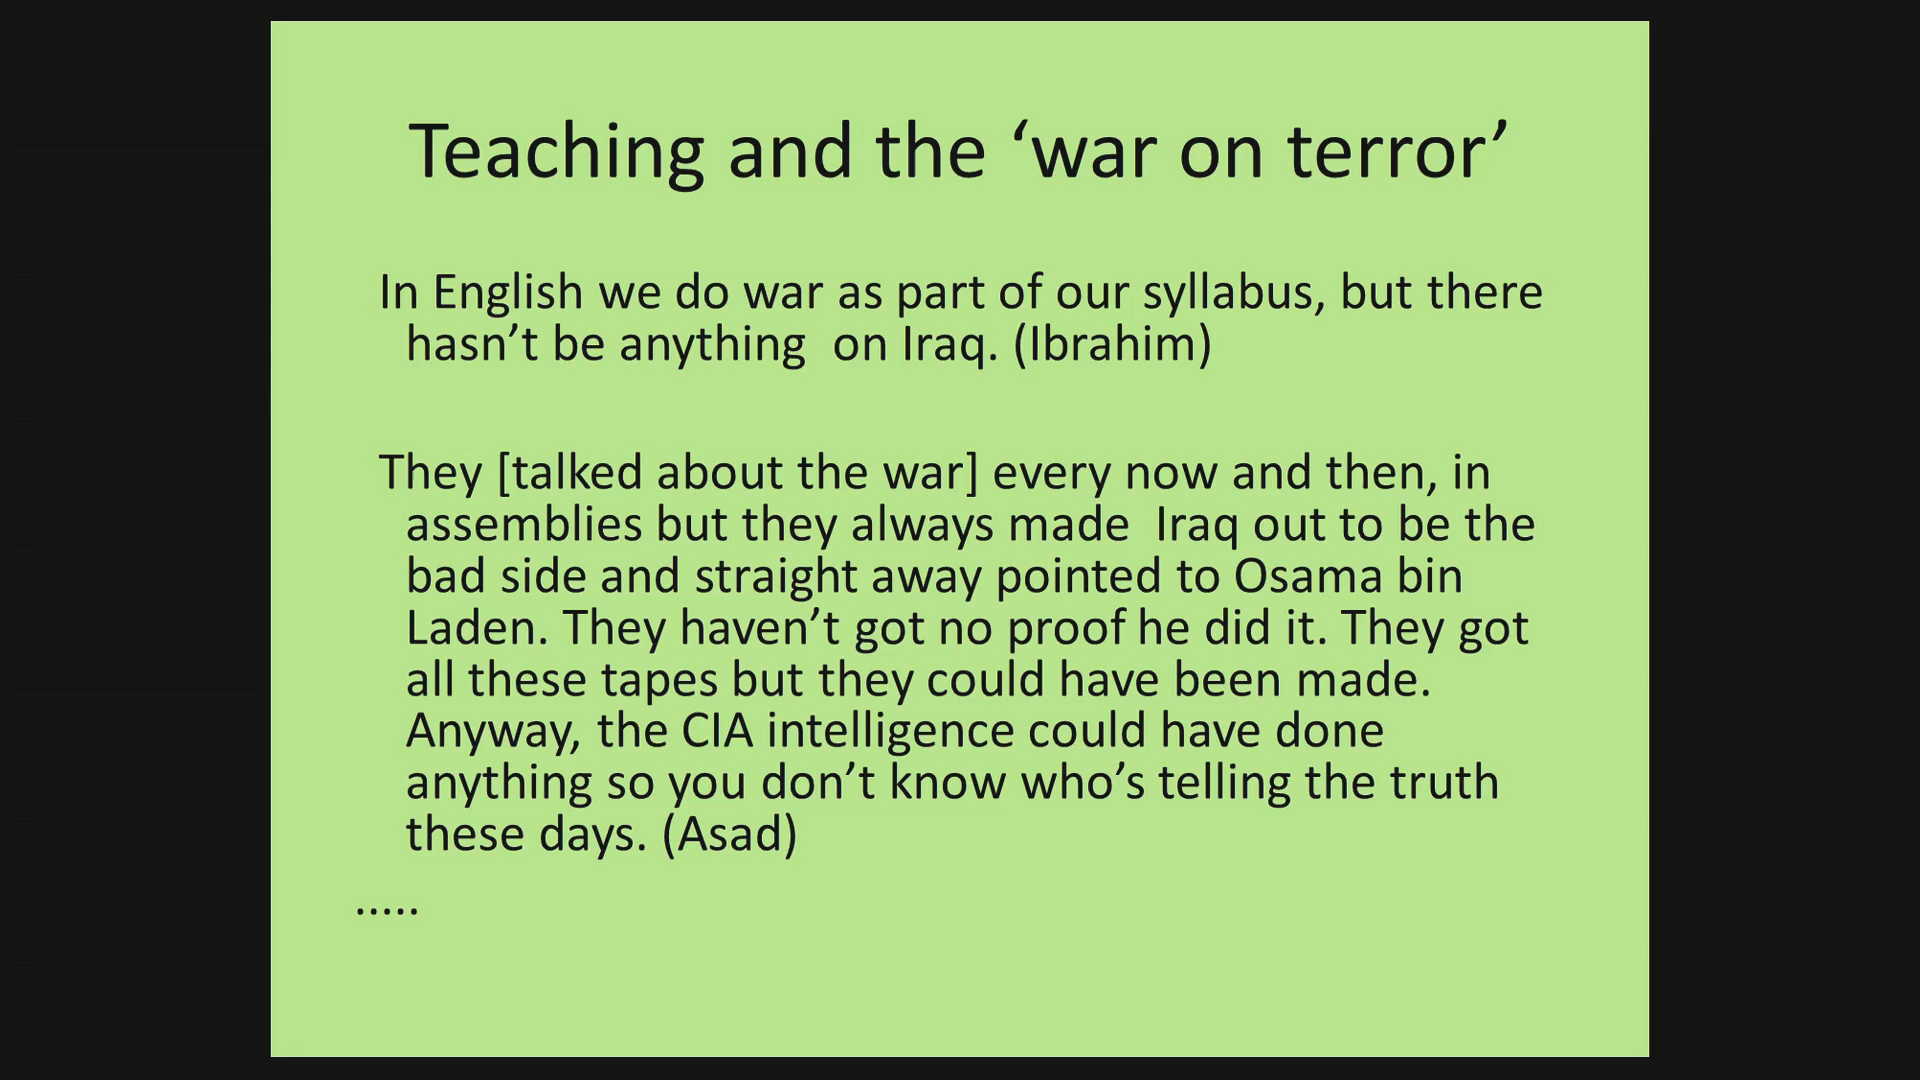 Teaching and the ‘war on terror’
In English we do war as part of our syllabus, but there
hasn’t be anything  on Iraq. (Ibrahim)
They [talked about the war] every now and then, in
assemblies but they always made  Iraq out to be the
bad side and straight away pointed to Osama bin
Laden. They haven’t got no proof he did it. They got
all these tapes but they could have been made.
Anyway, the CIA intelligence could have done
anything so you don’t know who’s telling the truth
these days. (Asad)
.....